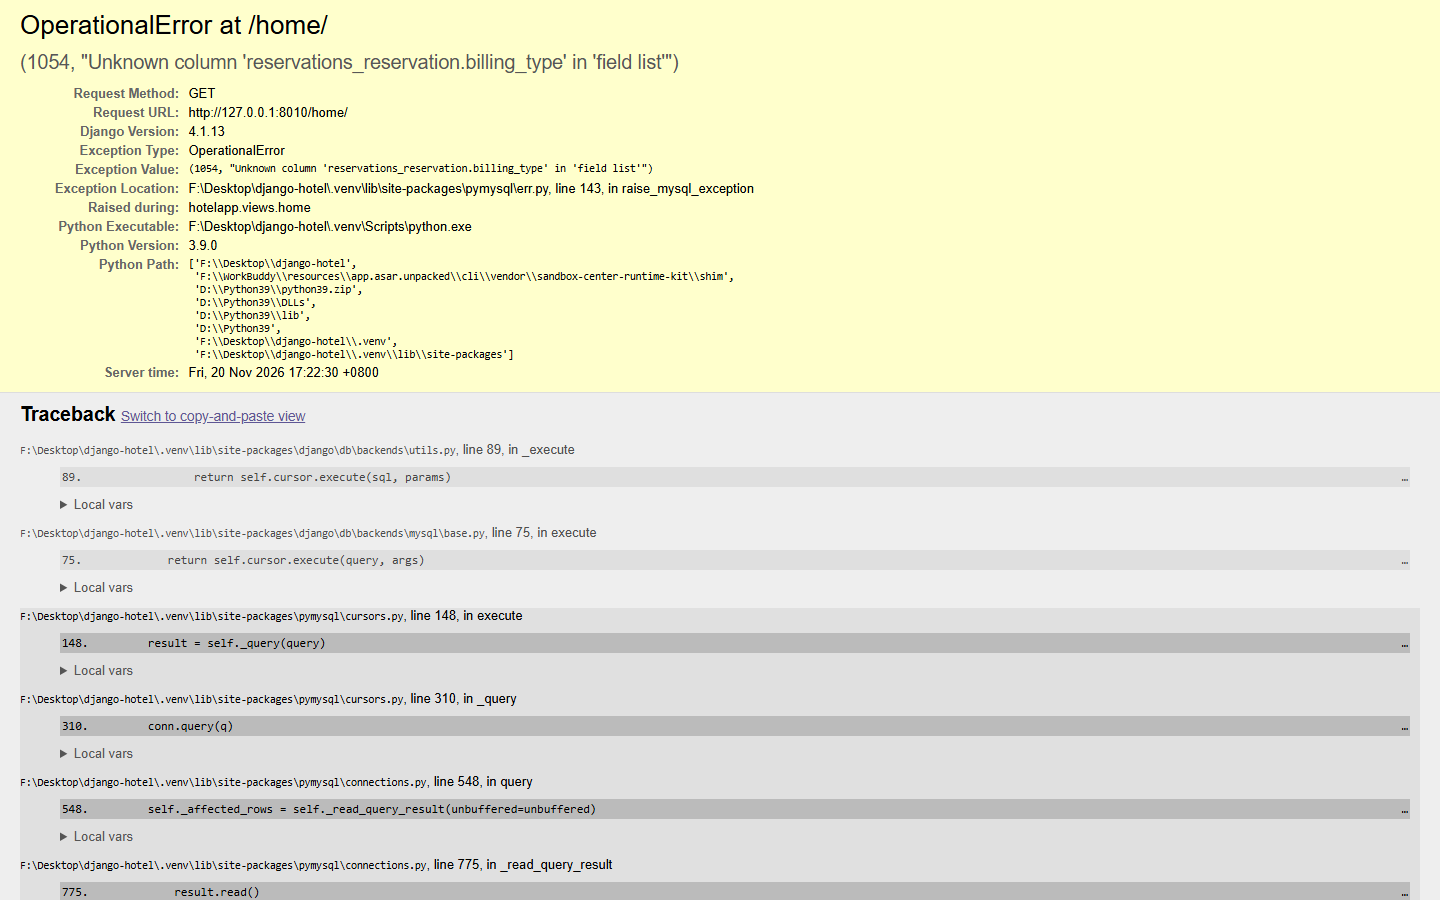 OperationalError at /home/
(1054, "Unknown column 'reservations_reservation.billing_type' in 'field list'")
Request Method: GET
Request URL: http://127.0.0.1:8010/home/
Django Version: 4.1.13
Exception Type: OperationalError
Exception Value: (1054, "Unknown column 'reservations_reservation.billing_type' in 'field list'")
Exception Location: F:\Desktop\django-hotel\.venv\lib\site-packages\pymysql\err.py, line 143, in raise_mysql_exception
Raised during: hotelapp.views.home
Python Executable: F:\Desktop\django-hotel\.venv\Scripts\python.exe
Python Version: 3.9.0
Python Path: ['F:\\Desktop\\django-hotel',
'F:\\WorkBuddy\\resources\\app.asar.unpacked\\cli\\vendor\\sandbox-center-runtime-kit\\shim',
'D:\\Python39\\python39.zip',
'D:\\Python39\\DLLs',
'D:\\Python39\\lib',
'D:\\Python39',
'F:\\Desktop\\django-hotel\\.venv',
'F:\\Desktop\\django-hotel\\.venv\\lib\\site-packages']
Server time: Fri, 20 Nov 2026 17:22:30 +0800
Traceback Switch to copy-and-paste view
F:\Desktop\django-hotel\.venv\lib\site-packages\django\db\backends\utils.py, line 89, in _execute
89. return self.cursor.execute(sql, params) …
▶ Local vars
F:\Desktop\django-hotel\.venv\lib\site-packages\django\db\backends\mysql\base.py, line 75, in execute
75. return self.cursor.execute(query, args) …
▶ Local vars
F:\Desktop\django-hotel\.venv\lib\site-packages\pymysql\cursors.py, line 148, in execute
148. result = self._query(query) …
▶ Local vars
F:\Desktop\django-hotel\.venv\lib\site-packages\pymysql\cursors.py, line 310, in _query
310. conn.query(q) …
▶ Local vars
F:\Desktop\django-hotel\.venv\lib\site-packages\pymysql\connections.py, line 548, in query
548. self._affected_rows = self._read_query_result(unbuffered=unbuffered) …
▶ Local vars
F:\Desktop\django-hotel\.venv\lib\site-packages\pymysql\connections.py, line 775, in _read_query_result
775. result.read() …